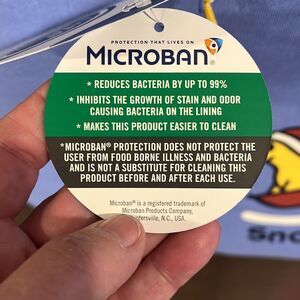 PROTECTION THAT LIVES ON
MICROBAN®
* REDUCES BACTERIA BY UP TO 99%
* INHIBITS THE GROWTH OF STAIN AND ODOR
CAUSING BACTERIA ON THE LINING
* MAKES THIS PRODUCT EASIER TO CLEAN
*MICROBAN® PROTECTION DOES NOT PROTECT THE
USER FROM FOOD BORNE ILLNESS AND BACTERIA
AND IS NOT A SUBSTITUTE FOR CLEANING THIS
PRODUCT BEFORE AND AFTER EACH USE.
Microban® is a registered trademark of
Microban Products Company,
N.C., USA.
Sno